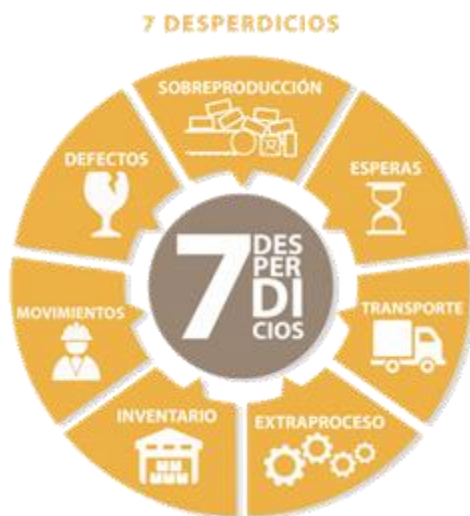 7 DESPERDICIOS
SOBREPRODUCCIÓN
ESPERAS
TRANSPORTE
EXTRAPROCESO
INVENTARIO
MOVIMIENTOS
DEFECTOS
7
DES
PER
DI
CIOS